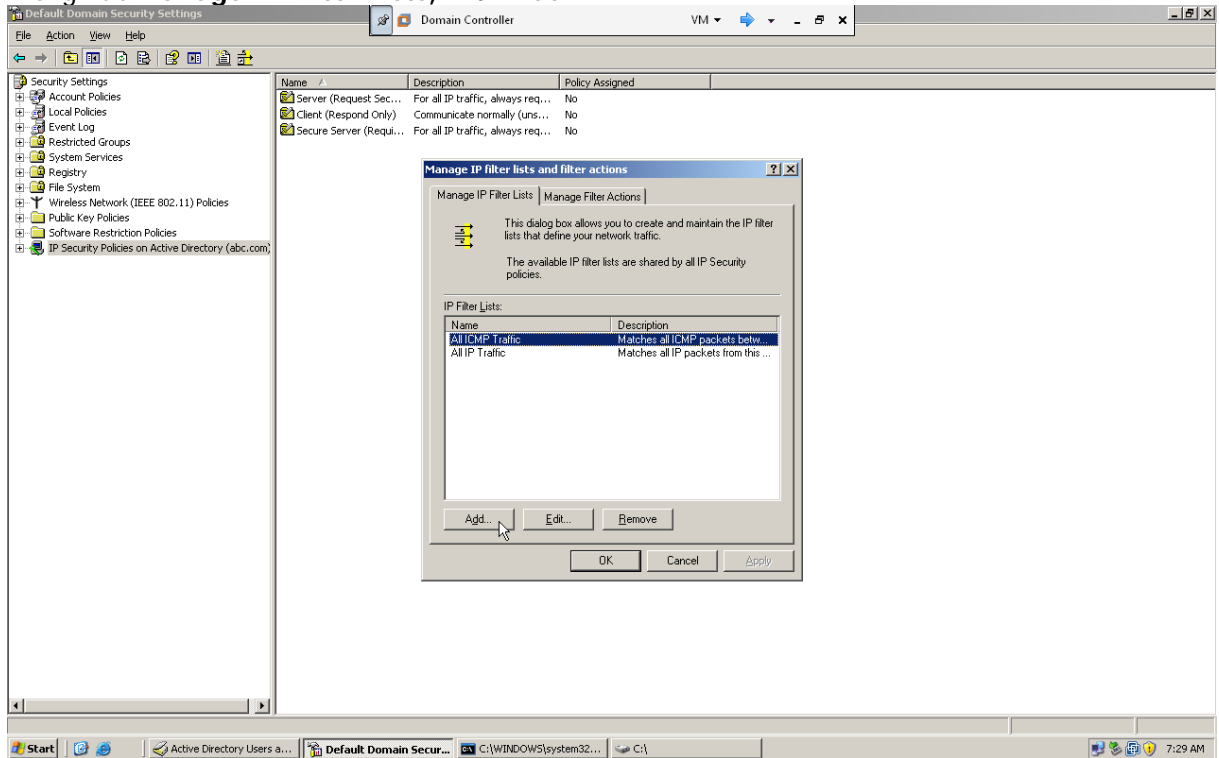 Default Domain Security Settings
Domain Controller
VM
File Action View Help
Security Settings
Account Policies
Local Policies
Event Log
Restricted Groups
System Services
Registry
File System
Wireless Network (IEEE 802.11) Policies
Public Key Policies
Software Restriction Policies
IP Security Policies on Active Directory (abc.com)
Name Description Policy Assigned
Server (Request Sec... For all IP traffic, always req... No
Client (Respond Only) Communicate normally (uns... No
Secure Server (Requi... For all IP traffic, always req... No
Manage IP filter lists and filter actions
Manage IP Filter Lists Manage Filter Actions
This dialog box allows you to create and maintain the IP filter
lists that define your network traffic.
The available IP filter lists are shared by all IP Security
policies.
IP Filter Lists:
Name Description
All ICMP Traffic Matches all ICMP packets betw...
All IP Traffic Matches all IP packets from this ...
Add... Edit... Remove
OK Cancel Apply
Start Active Directory Users a... Default Domain Secur... C:\WINDOWS\system32... C:\ 7:29 AM